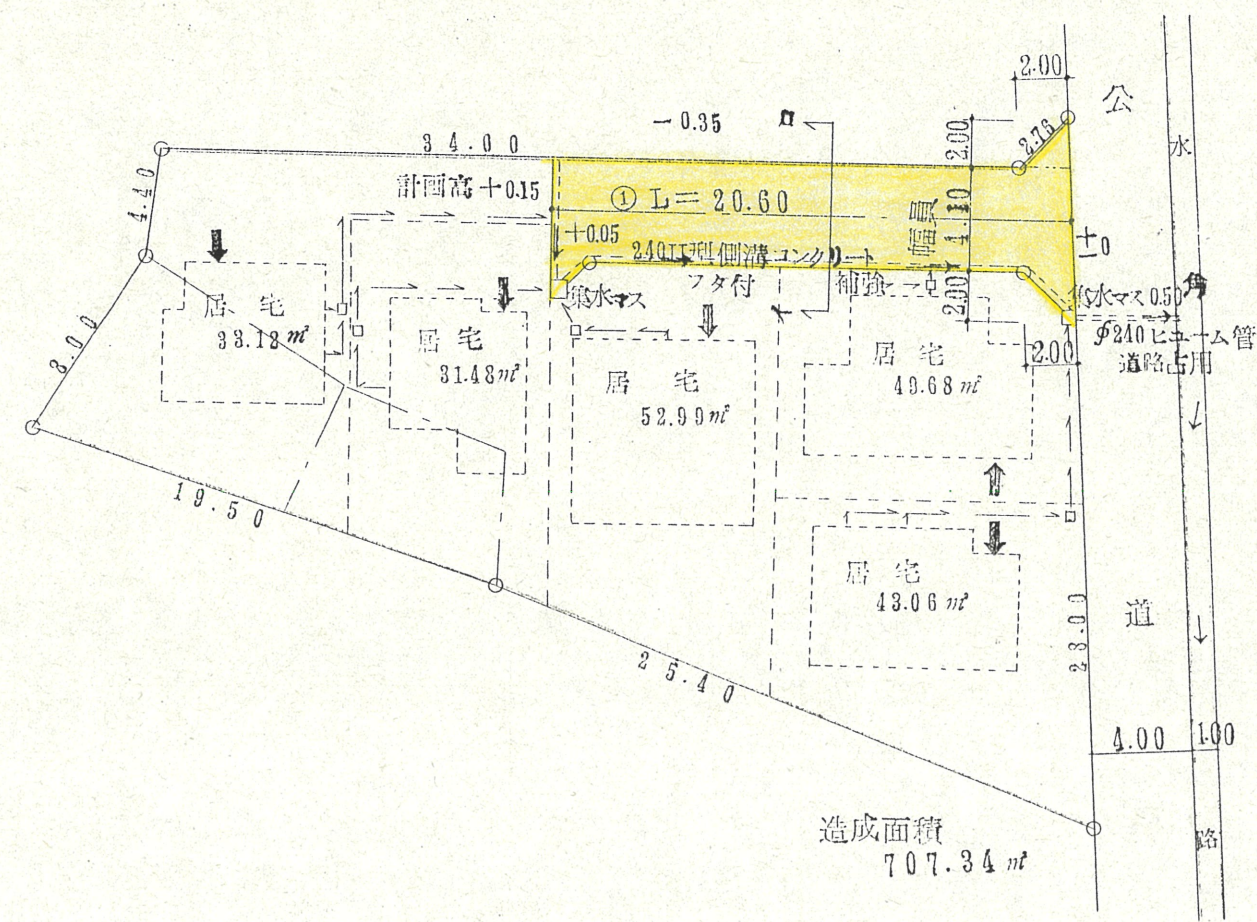 2.00
公
水
34.00
-0.35
2.00
2.76
4.40
計画高 +0.15
① L=20.60
幅員 4.10
±0
+0.05
240U型側溝コンクリート
フタ付
補強
集水マス
2.00
集水マス 0.50
∮240 ヒューム管
道路占用
2.00
8.00
居宅
33.12㎡
居宅
31.48㎡
居宅
52.99㎡
居宅
49.68㎡
19.50
居宅
43.06㎡
道
28.00
25.40
4.00
1.00
造成面積
707.34㎡
路